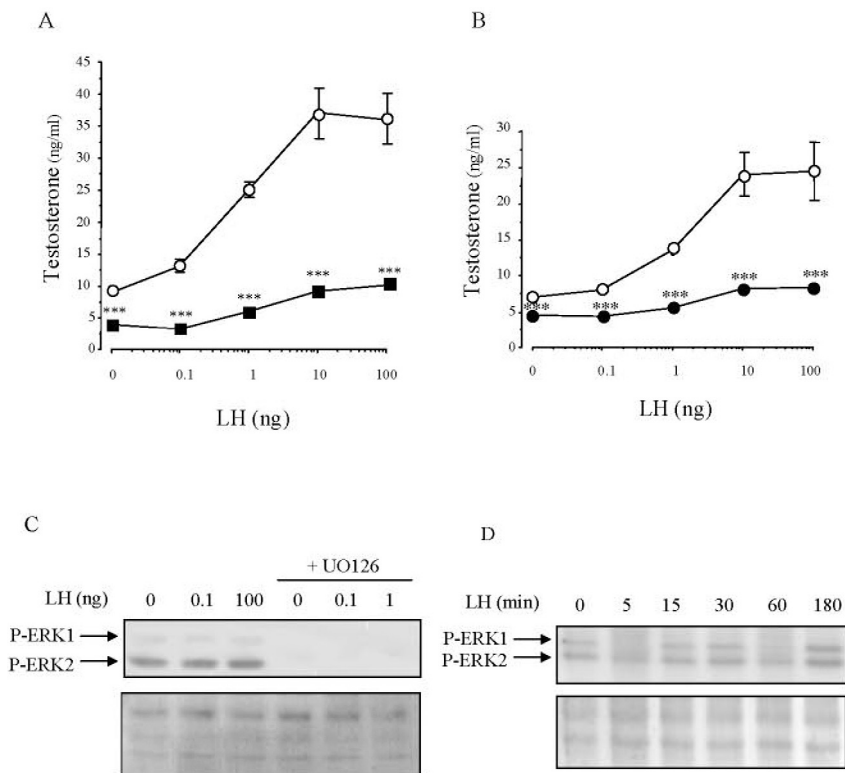 A
Testosterone (ng/ml)
45
40
35
30
25
20
15
10
5
0
*** *** *** *** ***
0 0.1 1 10 100
LH (ng)
B
Testosterone (ng/ml)
30
25
20
15
10
5
0
*** *** *** *** ***
0 0.1 1 10 100
LH (ng)
C
+ UO126
LH (ng) 0 0.1 100 0 0.1 1
P-ERK1
P-ERK2
D
LH (min) 0 5 15 30 60 180
P-ERK1
P-ERK2